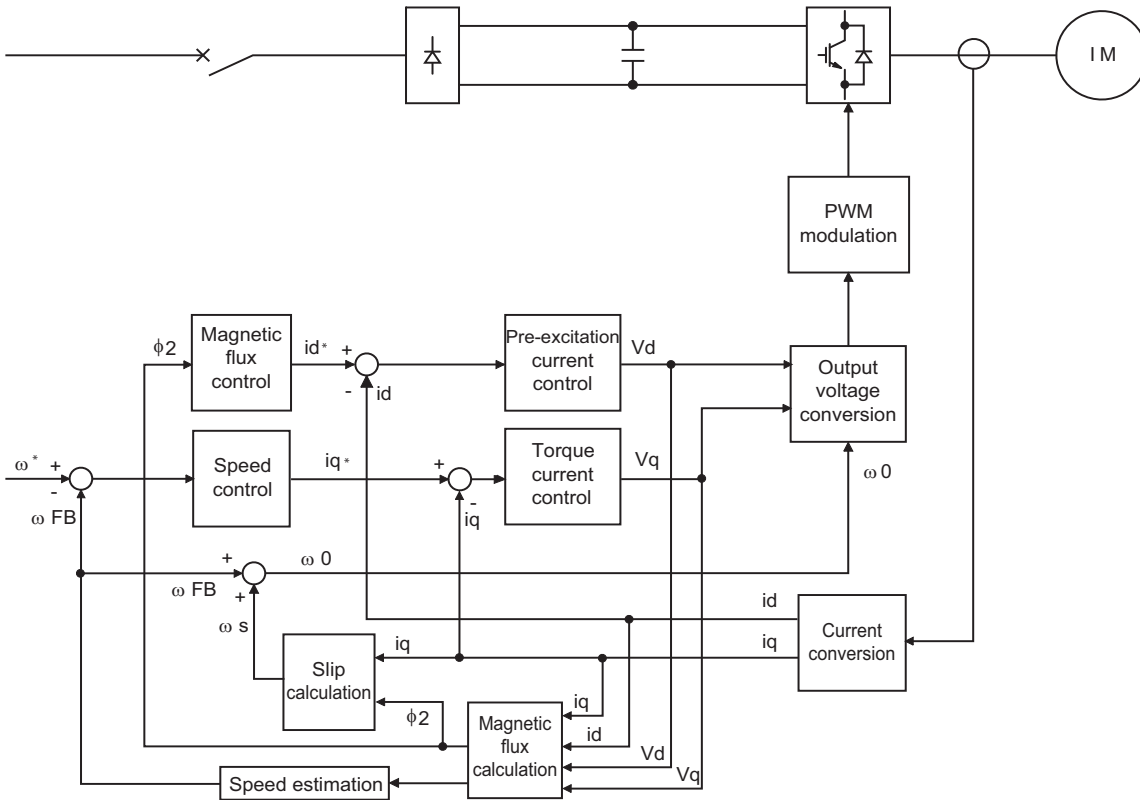 IM
PWM
modulation
ϕ2
Magnetic
flux
control
id*
+
-
id
Pre-excitation
current
control
Vd
Output
voltage
conversion
ω*
+
-
ω FB
Speed
control
iq*
+
-
iq
Torque
current
control
Vq
ω 0
+
ω FB
+
ω 0
ω s
id
iq
Current
conversion
Slip
calculation
iq
ϕ2
Magnetic
flux
calculation
iq
id
Vd
Vq
Speed estimation